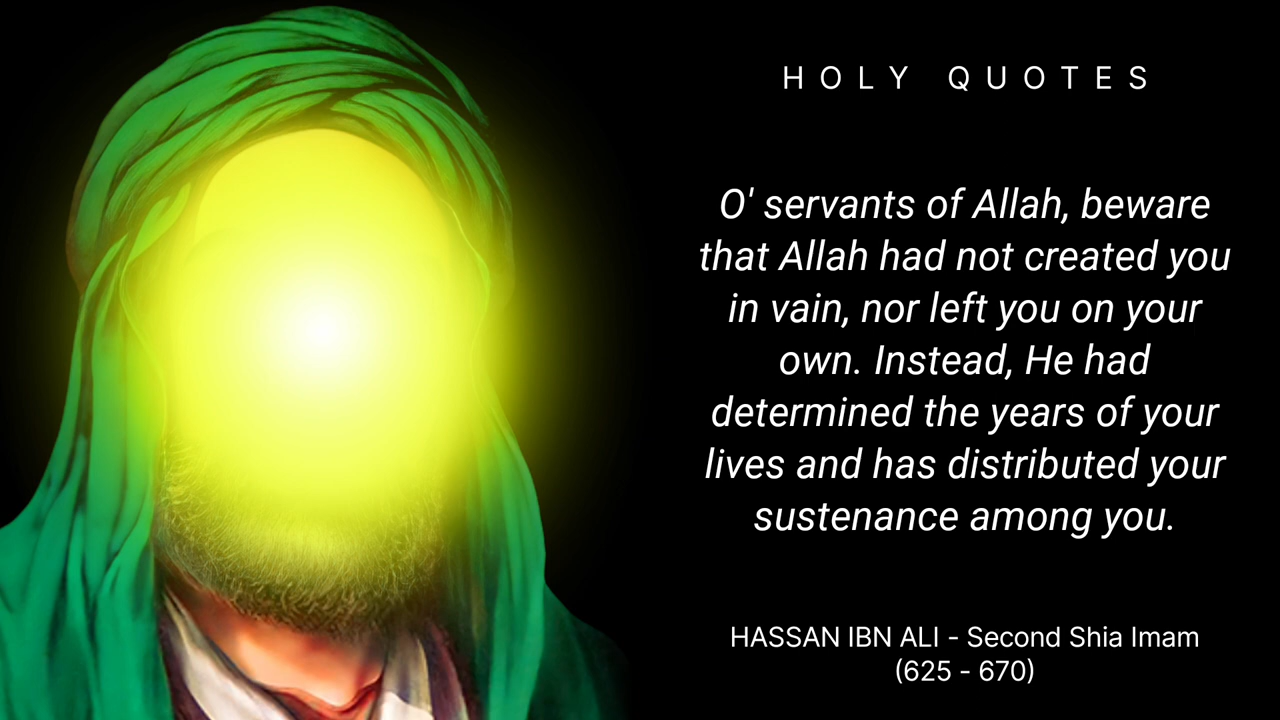 HOLY QUOTES
O' servants of Allah, beware
that Allah had not created you
in vain, nor left you on your
own. Instead, He had
determined the years of your
lives and has distributed your
sustenance among you.
HASSAN IBN ALI - Second Shia Imam
(625 - 670)